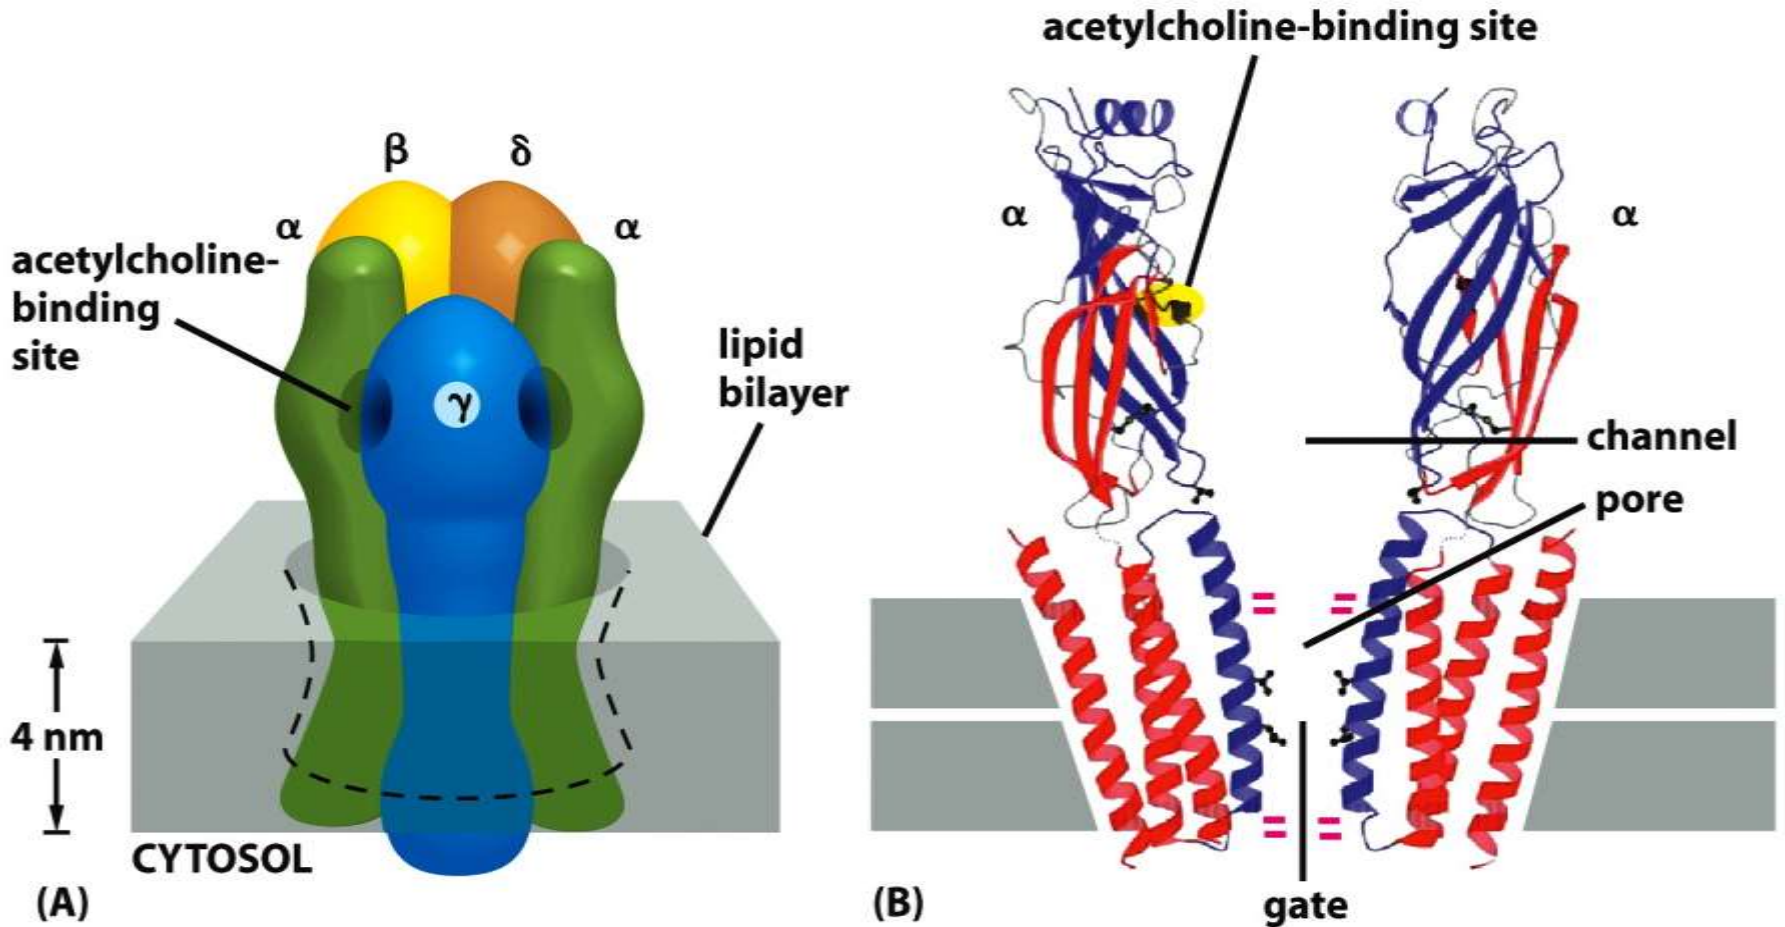 β
δ
α
α
acetylcholine-
binding
site
γ
lipid
bilayer
4 nm
CYTOSOL
(A)
acetylcholine-binding site
α
α
channel
pore
gate
(B)